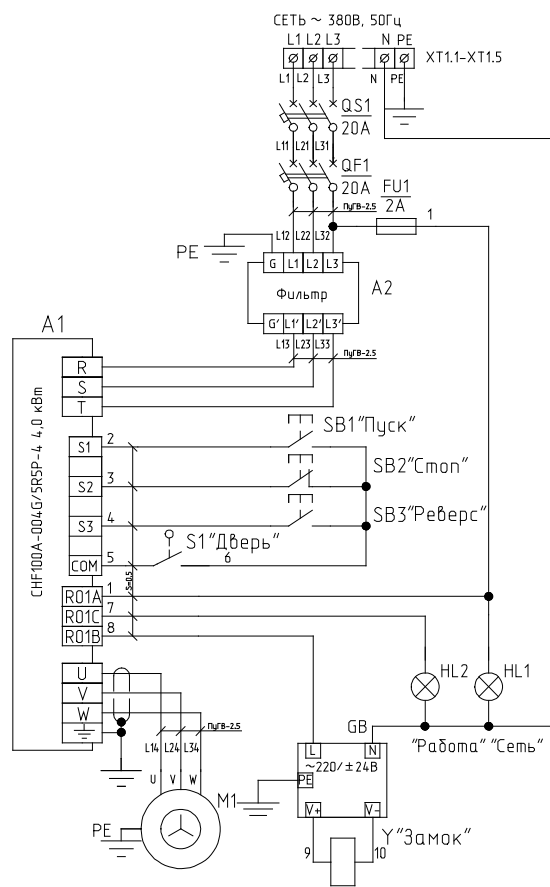 СЕТЬ ~ 380В, 50Гц
L1 L2 L3 N PE
XT1.1-XT1.5
L1 L2 L3 N PE
QS1
20A
L11 L21 L31
QF1
20A
FU1
2A
ПуГВ-2.5
1
L12 L22 L32
PE
G L1 L2 L3
Фильтр
A2
G' L1' L2' L3'
L13 L23 L33
ПуГВ-2.5
A1
R
S
T
CHF100A-004G/5R5P-4 4,0 кВт
S1 2
SB1"Пуск"
S2 3
SB2"Стоп"
S3 4
SB3"Реверс"
S1"Дверь"
COM 5
6
S=0,5
R01A 1
R01C 7
R01B 8
U
V
W
HL2
HL1
ПуГВ-2.5
L14 L24 L34
U V W
GB
"Работа" "Сеть"
L N
~220/±24В
PE
V+ V-
M1
PE
Y"Замок"
9 10